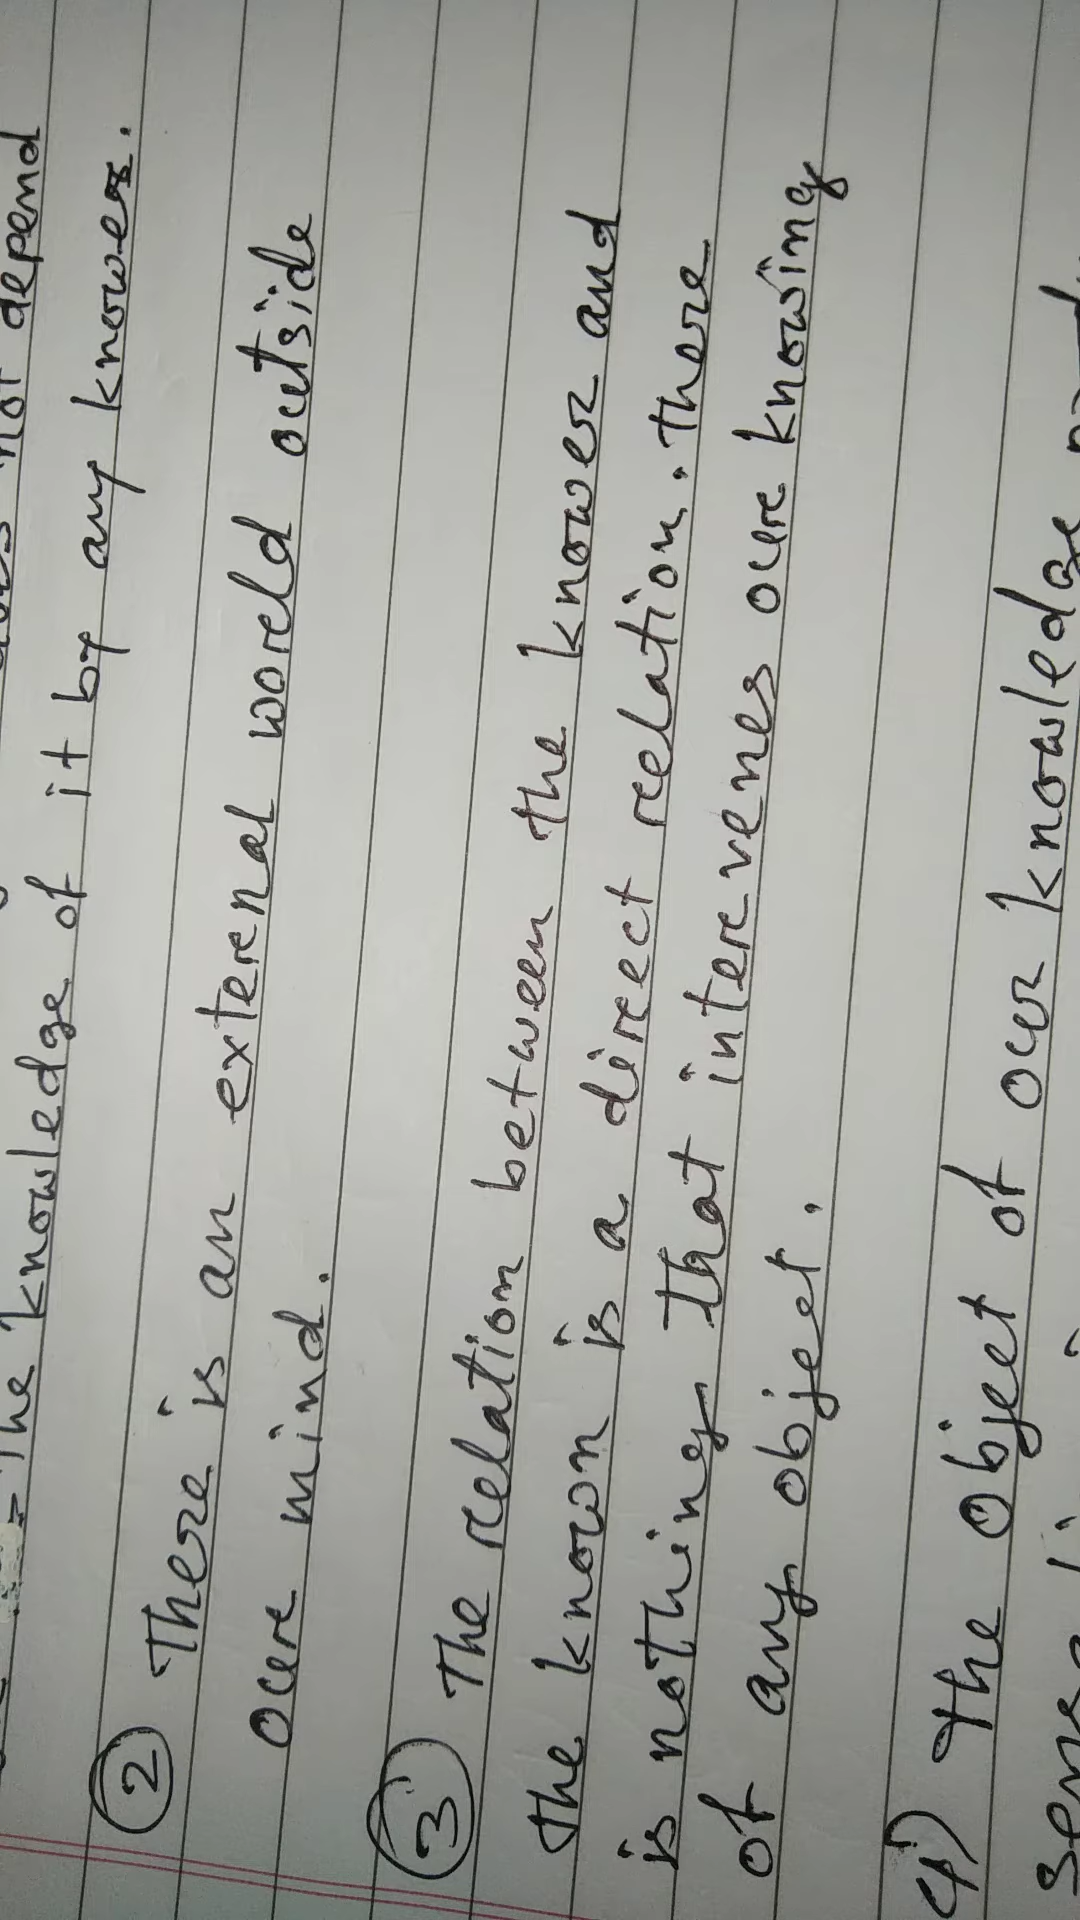 not depend
the knowledge of it by any knower.
② There is an external world outside
our mind.
③ The relation between the knower and
the known is a direct relation. there
is nothing that intervenes our knowing
of any object.
4) the object of our knowledge